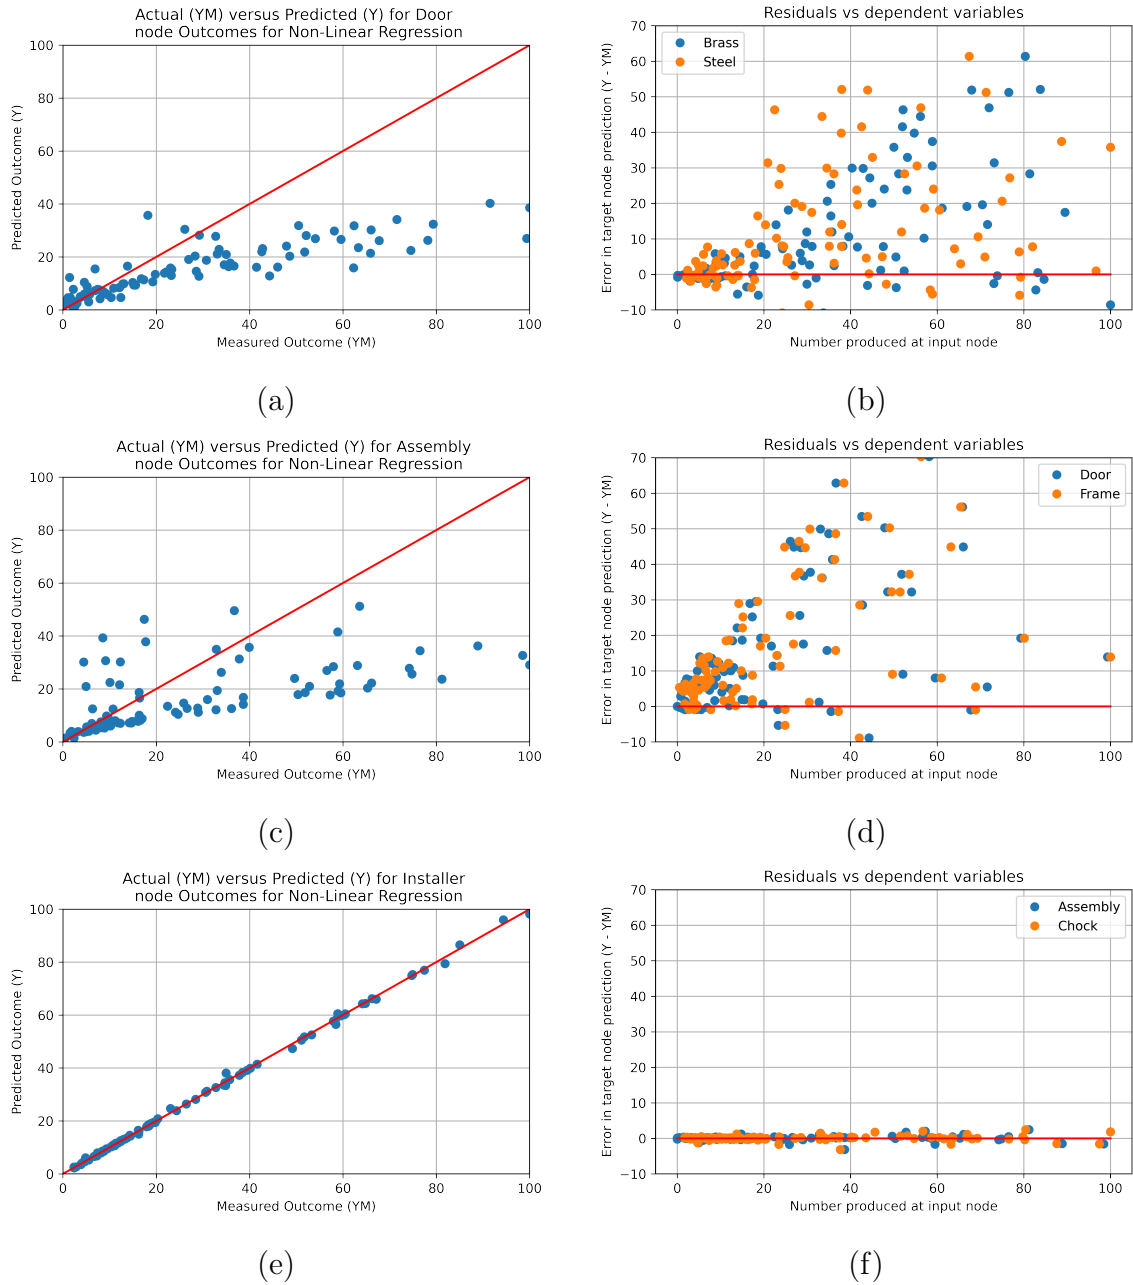 Actual (YM) versus Predicted (Y) for Door
node Outcomes for Non-Linear Regression
100
80
60
40
20
0
Predicted Outcome (Y)
0 20 40 60 80 100
Measured Outcome (YM)
(a)
Residuals vs dependent variables
Brass
Steel
70
60
50
40
30
20
10
0
−10
Error in target node prediction (Y - YM)
0 20 40 60 80 100
Number produced at input node
(b)
Actual (YM) versus Predicted (Y) for Assembly
node Outcomes for Non-Linear Regression
100
80
60
40
20
0
Predicted Outcome (Y)
0 20 40 60 80 100
Measured Outcome (YM)
(c)
Residuals vs dependent variables
Door
Frame
70
60
50
40
30
20
10
0
−10
Error in target node prediction (Y - YM)
0 20 40 60 80 100
Number produced at input node
(d)
Actual (YM) versus Predicted (Y) for Installer
node Outcomes for Non-Linear Regression
100
80
60
40
20
0
Predicted Outcome (Y)
0 20 40 60 80 100
Measured Outcome (YM)
(e)
Residuals vs dependent variables
Assembly
Chock
70
60
50
40
30
20
10
0
−10
Error in target node prediction (Y - YM)
0 20 40 60 80 100
Number produced at input node
(f)